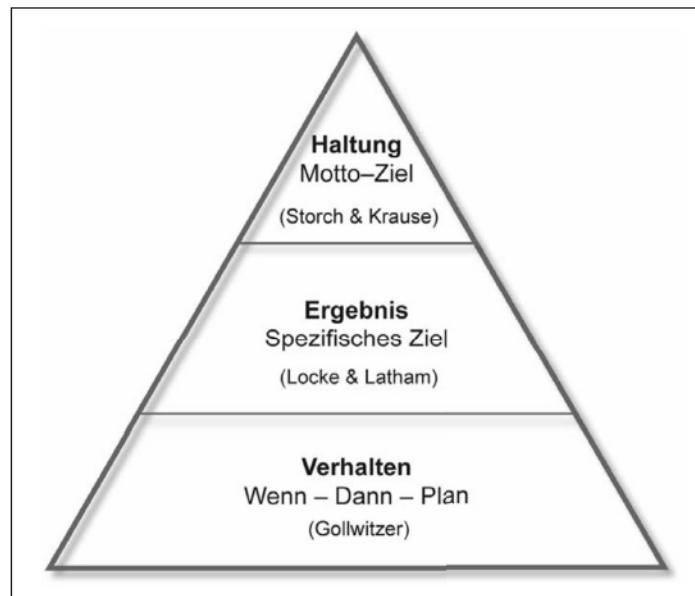 Haltung
Motto–Ziel
(Storch & Krause)
Ergebnis
Spezifisches Ziel
(Locke & Latham)
Verhalten
Wenn – Dann – Plan
(Gollwitzer)